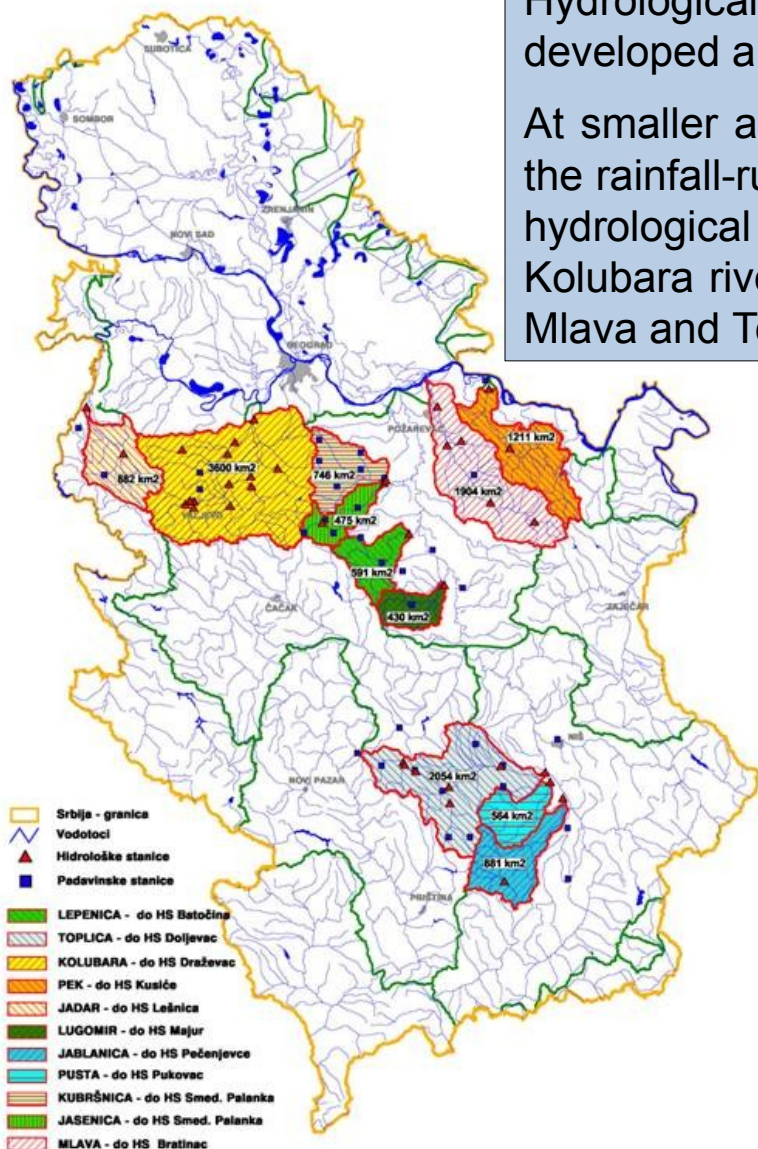 Hydrological
developed a
At smaller a
the rainfall-ru
hydrological
Kolubara rive
Mlava and To
SUBOTICA
SOMBOR
ZRENJANIN
NOVI SAD
BEOGRAD
POŽAREVAC
1211 km2
882 km2
3600 km2
746 km2
1904 km2
VALJEVO
475 km2
591 km2
ČAČAK
430 km2
ZAJEČAR
NIŠ
2054 km2
NOVI PAZAR
564 km2
881 km2
PRIŠTINA
Srbija - granica
Vodotoci
Hidrološke stanice
Padavinske stanice
LEPENICA - do HS Batočina
TOPLICA - do HS Doljevac
KOLUBARA - do HS Draževac
PEK - do HS Kusiće
JADAR - do HS Lešnica
LUGOMIR - do HS Majur
JABLANICA - do HS Pečenjevce
PUSTA - do HS Pukovac
KUBRŠNICA - do HS Smed. Palanka
JASENICA - do HS Smed. Palanka
MLAVA - do HS Bratinac